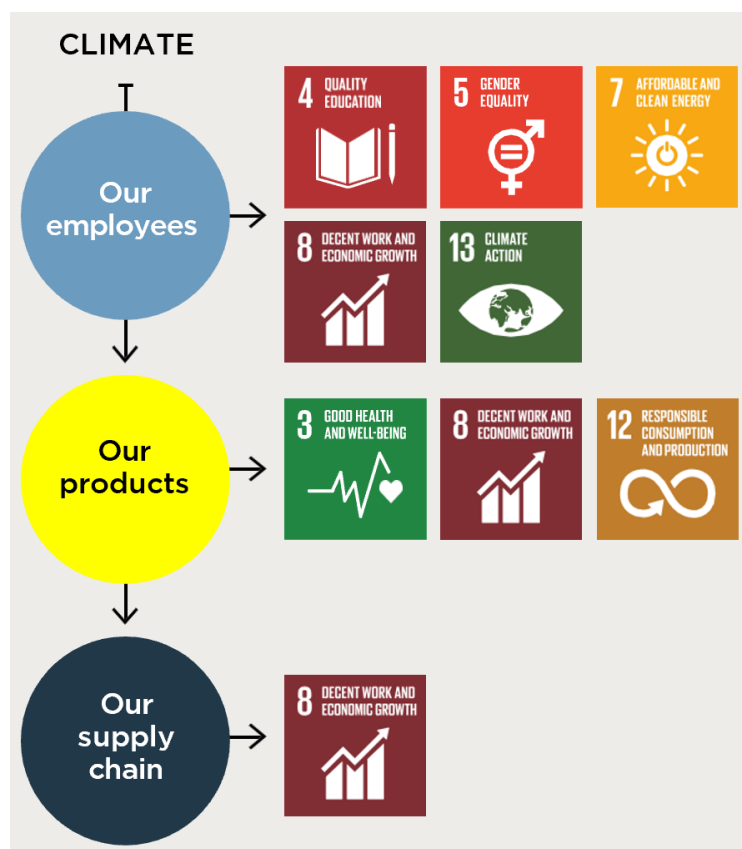 CLIMATE
Our
employees
4 QUALITY
EDUCATION
5 GENDER
EQUALITY
7 AFFORDABLE AND
CLEAN ENERGY
8 DECENT WORK AND
ECONOMIC GROWTH
13 CLIMATE
ACTION
Our
products
3 GOOD HEALTH
AND WELL-BEING
8 DECENT WORK AND
ECONOMIC GROWTH
12 RESPONSIBLE
CONSUMPTION
AND PRODUCTION
Our
supply
chain
8 DECENT WORK AND
ECONOMIC GROWTH